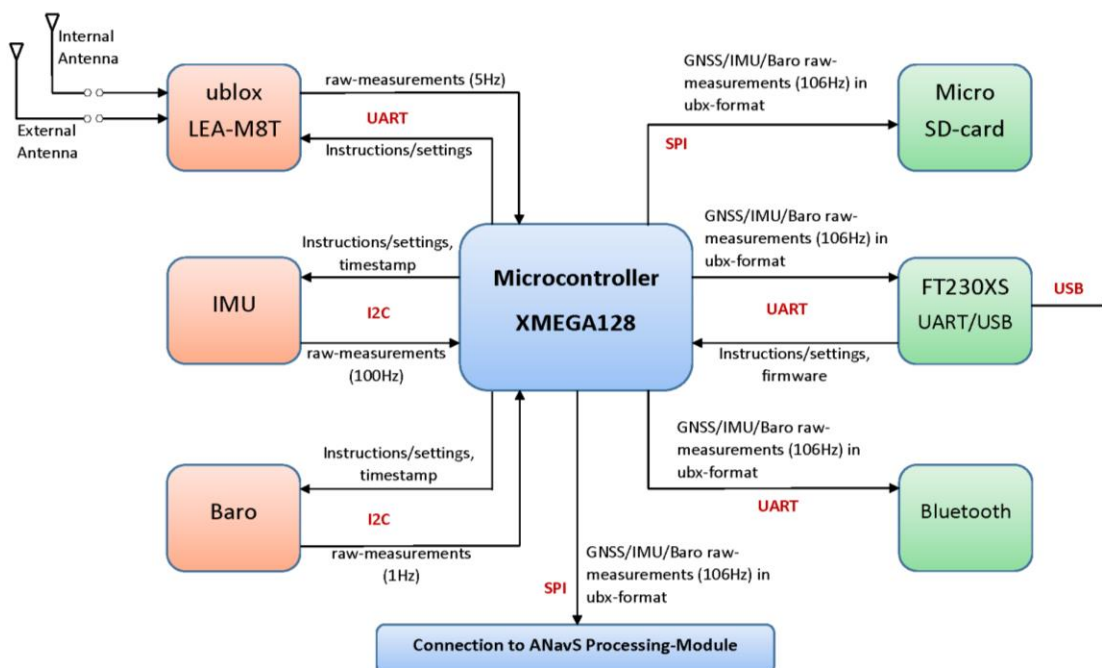 Internal
Antenna
External
Antenna
ublox
LEA-M8T
raw-measurements (5Hz)
UART
Instructions/settings
GNSS/IMU/Baro raw-
measurements (106Hz) in
ubx-format
SPI
Micro
SD-card
Instructions/settings,
timestamp
IMU
I2C
raw-measurements
(100Hz)
Microcontroller
XMEGA128
GNSS/IMU/Baro raw-
measurements (106Hz) in
ubx-format
UART
Instructions/settings,
firmware
FT230XS
UART/USB
USB
Instructions/settings,
timestamp
Baro
I2C
raw-measurements
(1Hz)
GNSS/IMU/Baro raw-
measurements (106Hz) in
ubx-format
UART
Bluetooth
GNSS/IMU/Baro raw-
measurements (106Hz) in
ubx-format
SPI
Connection to ANavS Processing-Module